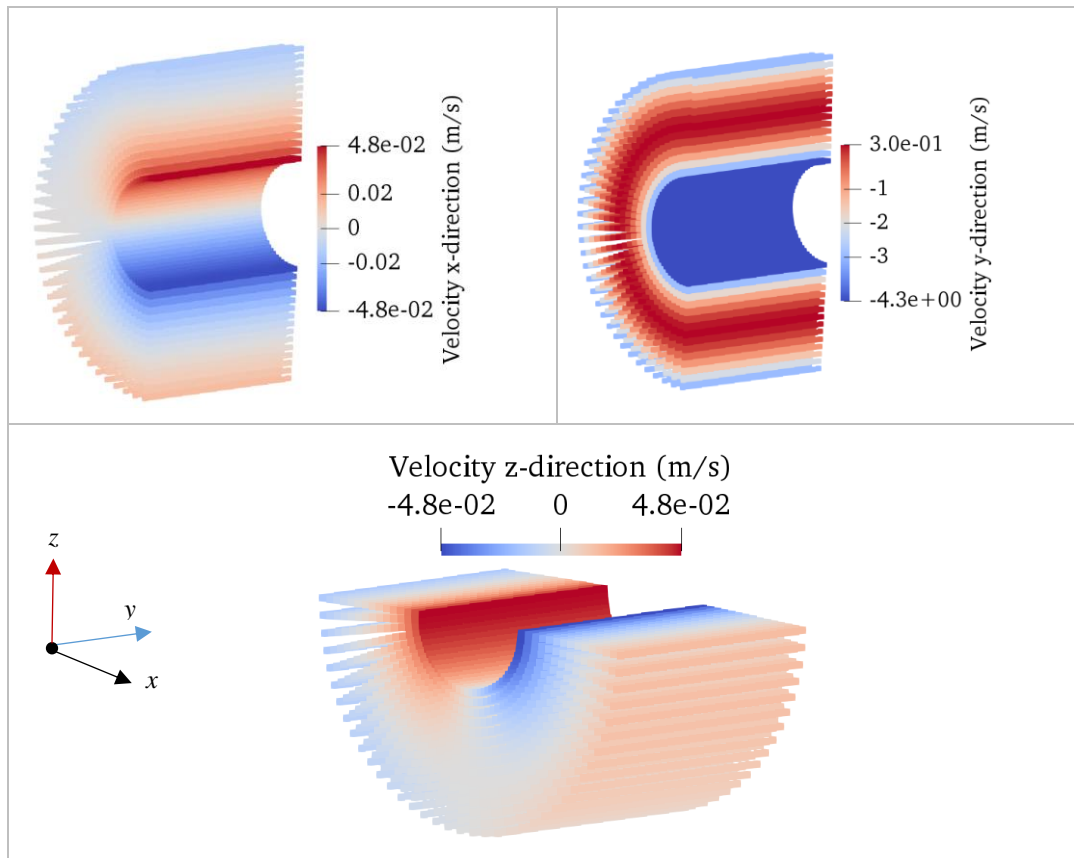 4.8e-02
0.02
0
-0.02
-4.8e-02
Velocity x-direction (m/s)
3.0e-01
-1
-2
-3
-4.3e+00
Velocity y-direction (m/s)
Velocity z-direction (m/s)
-4.8e-02 0 4.8e-02
z
y
x